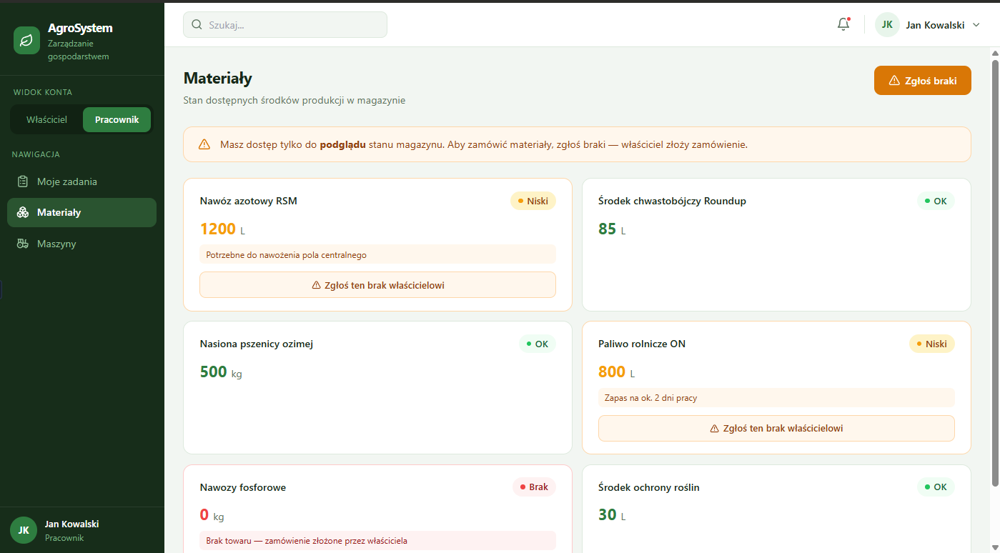 AgroSystem
Zarządzanie
gospodarstwem
WIDOK KONTA
Właściciel
Pracownik
NAWIGACJA
Moje zadania
Materiały
Maszyny
JK
Jan Kowalski
Pracownik
Szukaj...
JK
Jan Kowalski
Materiały
Stan dostępnych środków produkcji w magazynie
Zgłoś braki
Masz dostęp tylko do podglądu stanu magazynu. Aby zamówić materiały, zgłoś braki — właściciel złoży zamówienie.
Nawóz azotowy RSM
Niski
1200 L
Potrzebne do nawożenia pola centralnego
Zgłoś ten brak właścicielowi
Środek chwastobójczy Roundup
OK
85 L
Nasiona pszenicy ozimej
OK
500 kg
Paliwo rolnicze ON
Niski
800 L
Zapas na ok. 2 dni pracy
Zgłoś ten brak właścicielowi
Nawozy fosforowe
Brak
0 kg
Brak towaru — zamówienie złożone przez właściciela
Środek ochrony roślin
OK
30 L